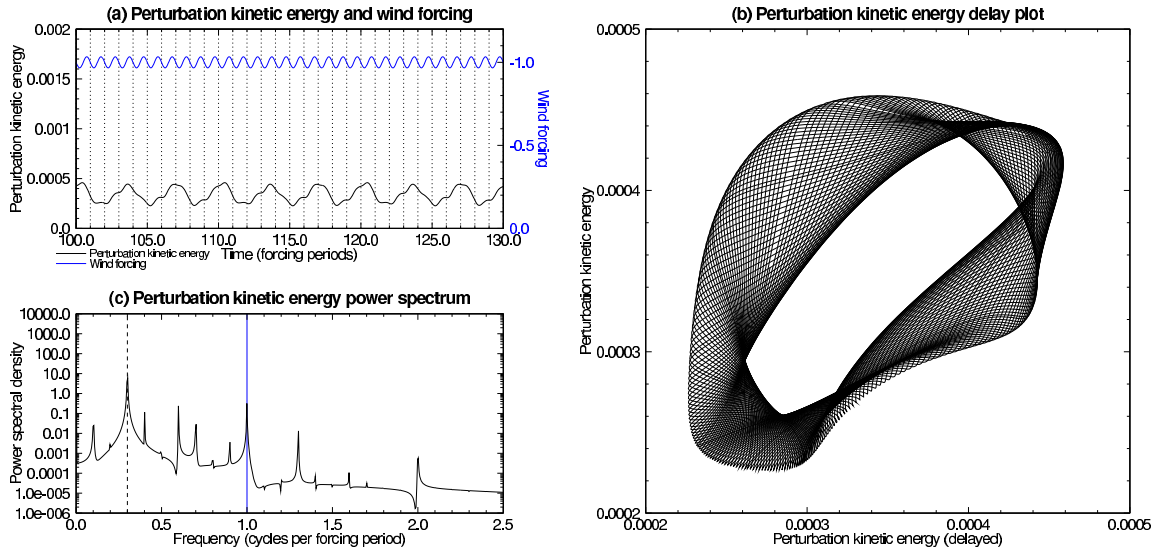 (a) Perturbation kinetic energy and wind forcing
Perturbation kinetic energy
0.002
0.0015
0.001
0.0005
0.0
-1.0
-0.5
0.0
Wind forcing
100.0 105.0 110.0 115.0 120.0 125.0 130.0
Time (forcing periods)
Perturbation kinetic energy
Wind forcing
(c) Perturbation kinetic energy power spectrum
Power spectral density
10000.0
1000.0
100.0
10.0
1.0
0.1
0.01
0.001
0.0001
1.0e-005
1.0e-006
0.0 0.5 1.0 1.5 2.0 2.5
Frequency (cycles per forcing period)
(b) Perturbation kinetic energy delay plot
Perturbation kinetic energy
0.0005
0.0004
0.0003
0.0002
0.0002 0.0003 0.0004 0.0005
Perturbation kinetic energy (delayed)